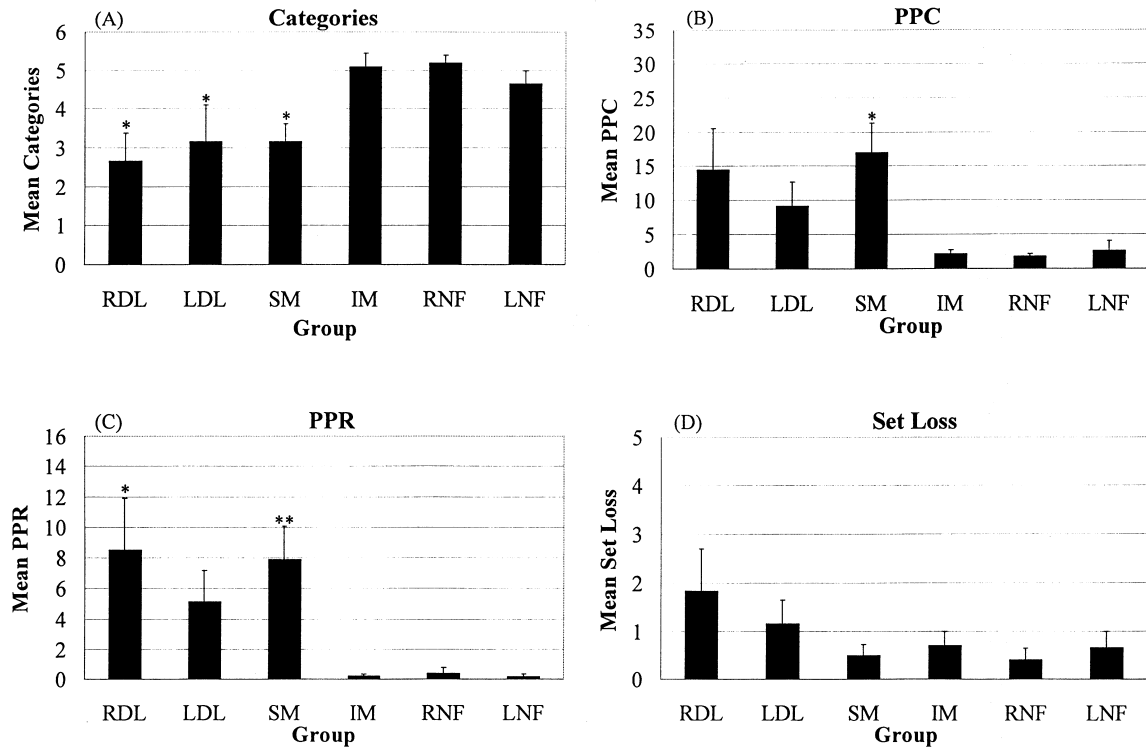 (A) Categories
6
5
4
3
2
1
0
Mean Categories
* * *
RDL LDL SM IM RNF LNF
Group
(B) PPC
35
30
25
20
15
10
5
0
Mean PPC
*
RDL LDL SM IM RNF LNF
Group
(C) PPR
16
14
12
10
8
6
4
2
0
Mean PPR
* **
RDL LDL SM IM RNF LNF
Group
(D) Set Loss
5
4
3
2
1
0
Mean Set Loss
RDL LDL SM IM RNF LNF
Group